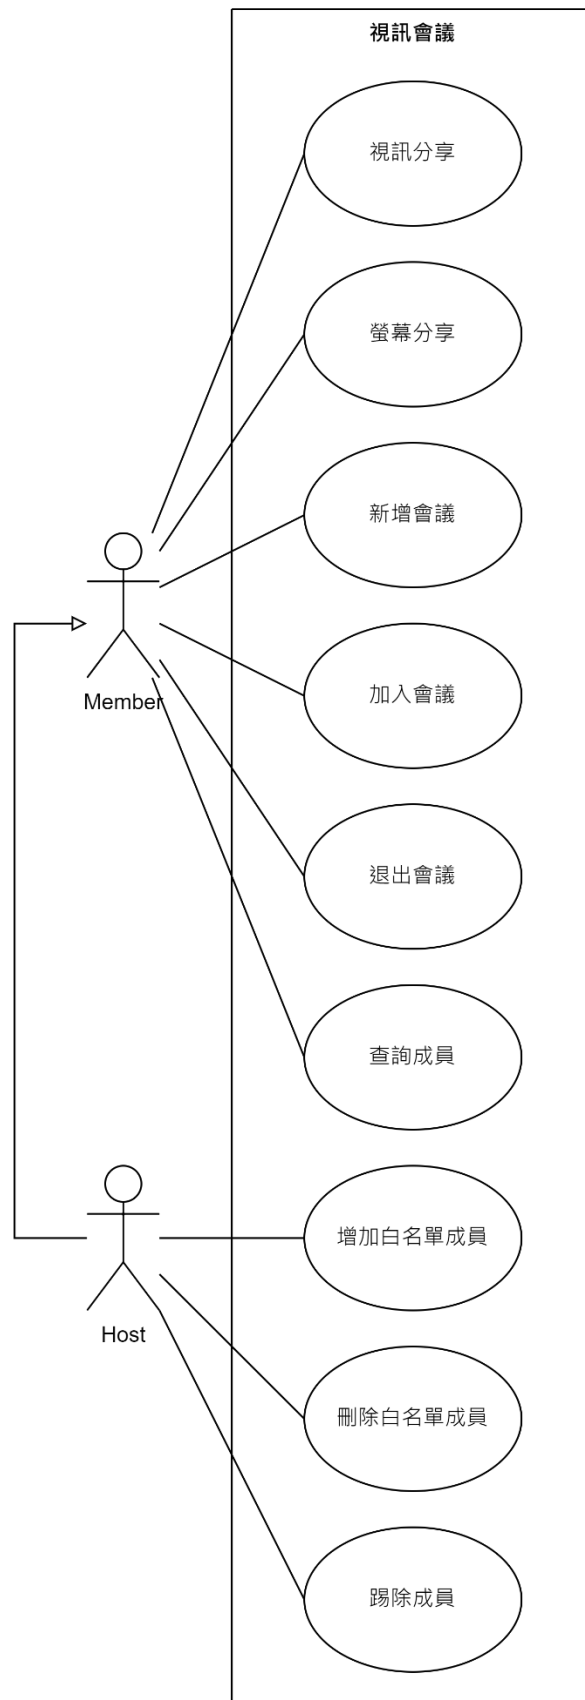 視訊會議
視訊分享
螢幕分享
新增會議
Member
加入會議
退出會議
查詢成員
增加白名單成員
Host
刪除白名單成員
踢除成員